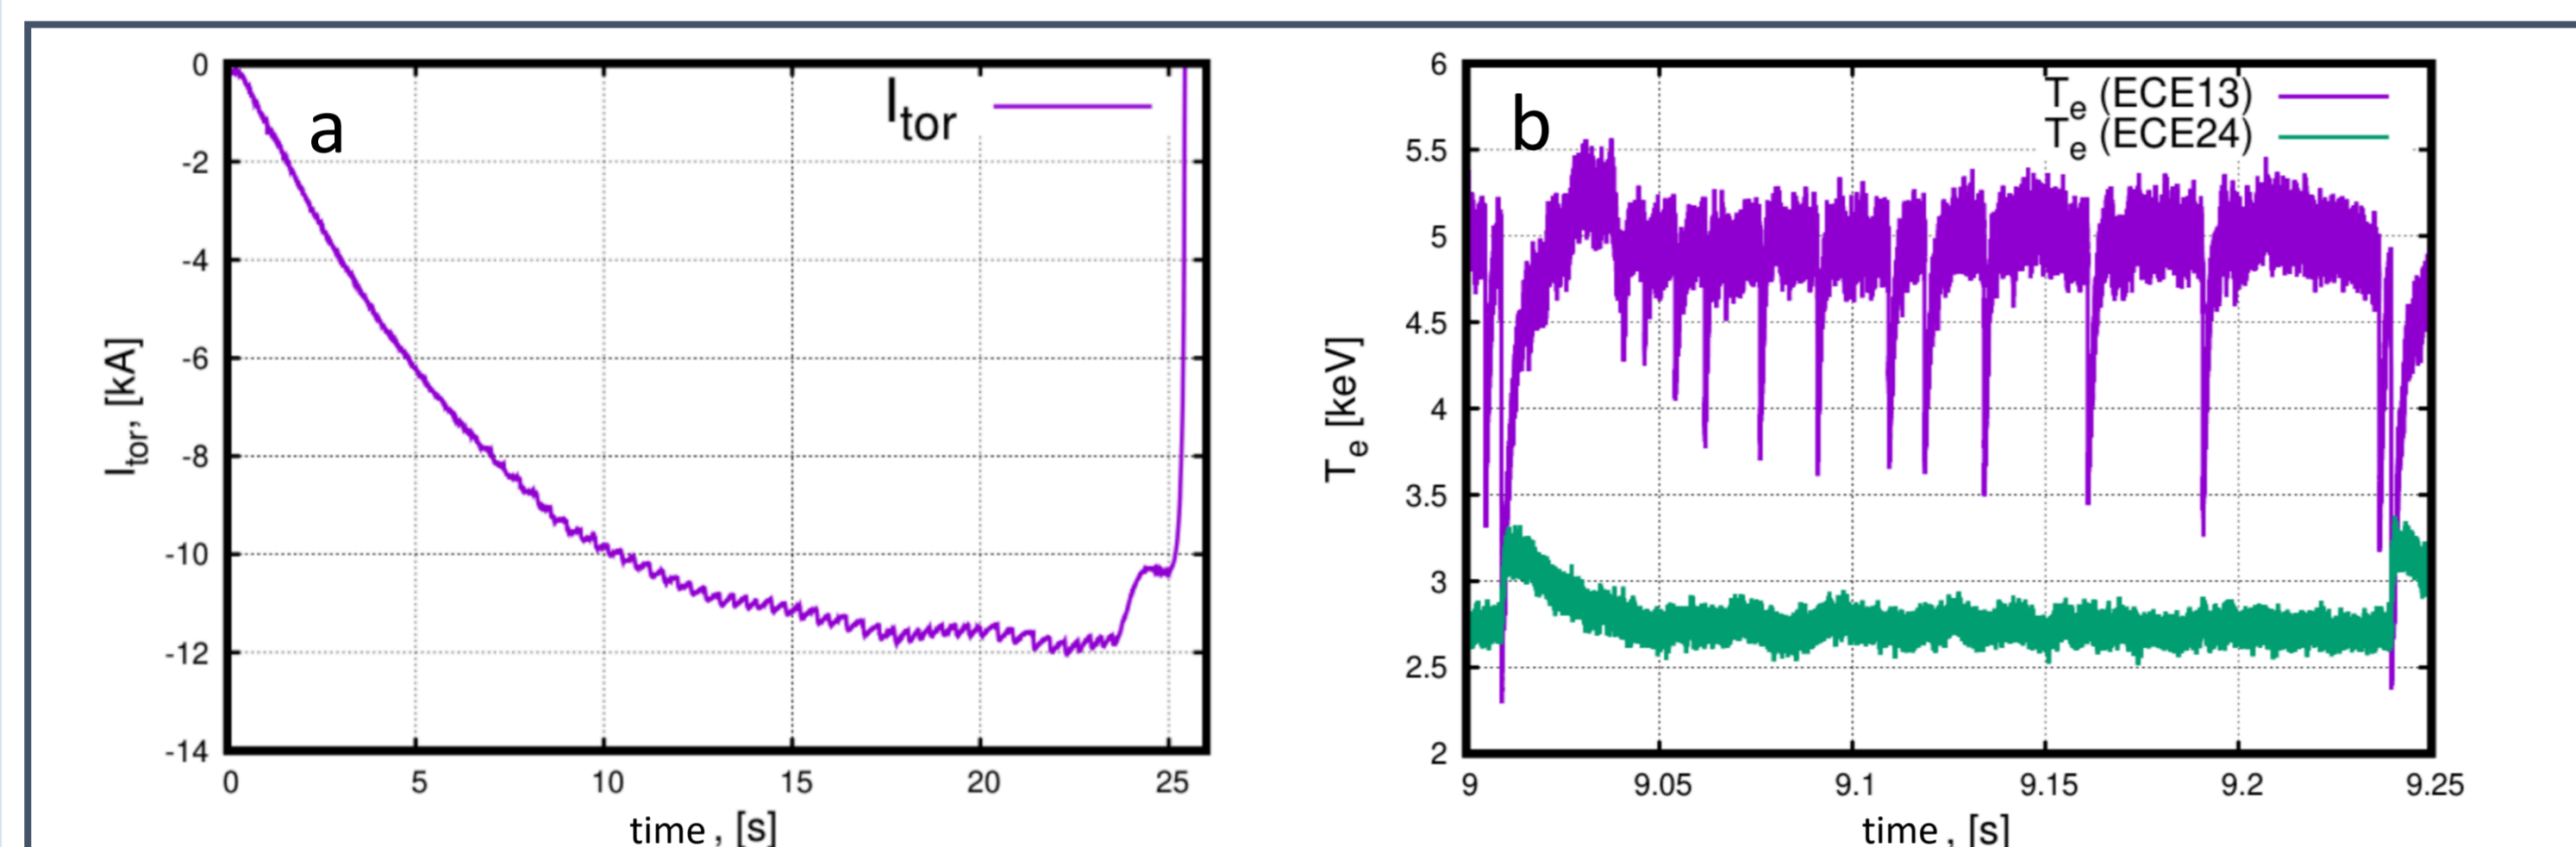 a
I_tor
0
-2
-4
-6
-8
-10
-12
-14
I_tor, [kA]
0 5 10 15 20 25
time , [s]
b
T_e (ECE13)
T_e (ECE24)
6
5.5
5
4.5
4
3.5
3
2.5
2
T_e [keV]
9 9.05 9.1 9.15 9.2 9.25
time , [s]